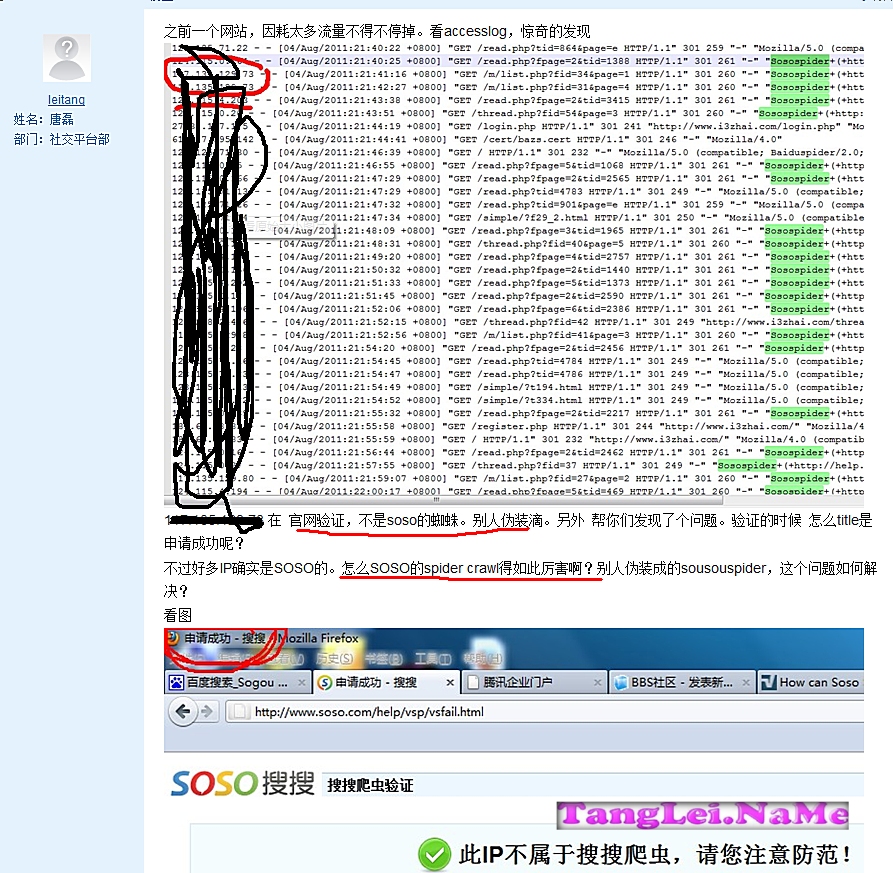 之前一个网站，因耗太多流量不得不停掉。看accesslog，惊奇的发现
leitang
姓名：唐磊
部门：社交平台部
71.22 - - [04/Aug/2011:21:40:22 +0800] "GET /read.php?tid=864&page=e HTTP/1.1" 301 259 "-" "Mozilla/5.0 (compa
- - [04/Aug/2011:21:40:25 +0800] "GET /read.php?fpage=2&tid=1388 HTTP/1.1" 301 261 "-" "Sosospider+(+htt
- - [04/Aug/2011:21:41:16 +0800] "GET /m/list.php?fid=34&page=1 HTTP/1.1" 301 260 "-" "Sosospider+(+htt
- - [04/Aug/2011:21:42:27 +0800] "GET /m/list.php?fid=31&page=4 HTTP/1.1" 301 260 "-" "Sosospider+(+htt
- - [04/Aug/2011:21:43:38 +0800] "GET /read.php?fpage=2&tid=3415 HTTP/1.1" 301 261 "-" "Sosospider+(+htt
- - [04/Aug/2011:21:43:51 +0800] "GET /thread.php?fid=54&page=3 HTTP/1.1" 301 260 "-" "Sosospider+(+http:
- - [04/Aug/2011:21:44:19 +0800] "GET /login.php HTTP/1.1" 301 241 "http://www.i3zhai.com/login.php" "Mo
142 - - [04/Aug/2011:21:44:41 +0800] "GET /cert/bazs.cert HTTP/1.1" 301 246 "-" "Mozilla/4.0"
- - [04/Aug/2011:21:46:39 +0800] "GET / HTTP/1.1" 301 232 "-" "Mozilla/5.0 (compatible; Baiduspider/2.0;
:21:46:55 +0800] "GET /read.php?fpage=5&tid=1068 HTTP/1.1" 301 261 "-" "Sosospider+(+http
- - [04/Aug/2011:21:47:29 +0800] "GET /read.php?fpage=2&tid=2565 HTTP/1.1" 301 261 "-" "Sosospider+(+htt
- - [04/Aug/2011:21:47:29 +0800] "GET /read.php?tid=4783 HTTP/1.1" 301 249 "-" "Mozilla/5.0 (compatible;
- - [04/Aug/2011:21:47:32 +0800] "GET /read.php?tid=901&page=e HTTP/1.1" 301 259 "-" "Mozilla/5.0 (compa
- - [04/Aug/2011:21:47:34 +0800] "GET /simple/?f29_2.html HTTP/1.1" 301 250 "-" "Mozilla/5.0 (compatible
:21:48:09 +0800] "GET /read.php?fpage=3&tid=1965 HTTP/1.1" 301 261 "-" "Sosospider+(+http
- - [04/Aug/2011:21:48:31 +0800] "GET /thread.php?fid=40&page=5 HTTP/1.1" 301 260 "-" "Sosospider+(+htt
- - [04/Aug/2011:21:49:20 +0800] "GET /read.php?fpage=4&tid=2757 HTTP/1.1" 301 261 "-" "Sosospider+(+htt
- - [04/Aug/2011:21:50:32 +0800] "GET /read.php?fpage=2&tid=1440 HTTP/1.1" 301 261 "-" "Sosospider+(+htt
- - [04/Aug/2011:21:51:33 +0800] "GET /read.php?fpage=5&tid=1373 HTTP/1.1" 301 261 "-" "Sosospider+(+htt
- - [04/Aug/2011:21:51:45 +0800] "GET /read.php?fpage=2&tid=2590 HTTP/1.1" 301 261 "-" "Sosospider+(+http
- - [04/Aug/2011:21:52:06 +0800] "GET /read.php?fpage=6&tid=2386 HTTP/1.1" 301 261 "-" "Sosospider+(+htt
- - [04/Aug/2011:21:52:15 +0800] "GET /thread.php?fid=42 HTTP/1.1" 301 249 "http://www.i3zhai.com/threa
- - [04/Aug/2011:21:52:56 +0800] "GET /m/list.php?fid=41&page=3 HTTP/1.1" 301 260 "-" "Sosospider+(+htt
- - [04/Aug/2011:21:54:20 +0800] "GET /read.php?fpage=2&tid=2456 HTTP/1.1" 301 261 "-" "Sosospider+(+htt
- - [04/Aug/2011:21:54:45 +0800] "GET /read.php?tid=4784 HTTP/1.1" 301 249 "-" "Mozilla/5.0 (compatible;
- - [04/Aug/2011:21:54:47 +0800] "GET /read.php?tid=4786 HTTP/1.1" 301 249 "-" "Mozilla/5.0 (compatible;
- - [04/Aug/2011:21:54:49 +0800] "GET /simple/?t194.html HTTP/1.1" 301 249 "-" "Mozilla/5.0 (compatible;
- - [04/Aug/2011:21:54:52 +0800] "GET /simple/?t334.html HTTP/1.1" 301 249 "-" "Mozilla/5.0 (compatible;
- - [04/Aug/2011:21:55:32 +0800] "GET /read.php?fpage=2&tid=2217 HTTP/1.1" 301 261 "-" "Sosospider+(+htt
- - [04/Aug/2011:21:55:58 +0800] "GET /register.php HTTP/1.1" 301 244 "http://www.i3zhai.com/" "Mozilla/4
- - [04/Aug/2011:21:55:59 +0800] "GET / HTTP/1.1" 301 232 "http://www.i3zhai.com/" "Mozilla/4.0 (compatib
- - [04/Aug/2011:21:56:44 +0800] "GET /read.php?fpage=2&tid=2462 HTTP/1.1" 301 261 "-" "Sosospider+(+htt
- - [04/Aug/2011:21:57:55 +0800] "GET /thread.php?fid=37 HTTP/1.1" 301 249 "-" "Sosospider+(+http://help.
80 - - [04/Aug/2011:21:59:07 +0800] "GET /m/list.php?fid=27&page=2 HTTP/1.1" 301 260 "-" "Sosospider+(+htt
194 - - [04/Aug/2011:22:00:17 +0800] "GET /read.php?fpage=5&tid=469 HTTP/1.1" 301 260 "-" "Sosospider+(+htt
在 官网验证，不是soso的蜘蛛。别人伪装滴。另外 帮你们发现了个问题。验证的时候 怎么title是
申请成功呢？
不过好多IP确实是SOSO的。怎么SOSO的spider crawl得如此厉害啊？别人伪装成的sousouspider，这个问题如何解
决？
看图
申请成功 - 搜搜 - Mozilla Firefox
历史(S) 书签(B) 工具(T) 帮助(H)
百度搜素_Sogou ... 申请成功 - 搜搜 腾讯企业门户 BBS社区 - 发表新... How can Soso
http://www.soso.com/help/vsp/vsfail.html
SOSO搜搜 搜搜爬虫验证
TangLei.NaMe
此IP不属于搜搜爬虫，请您注意防范！